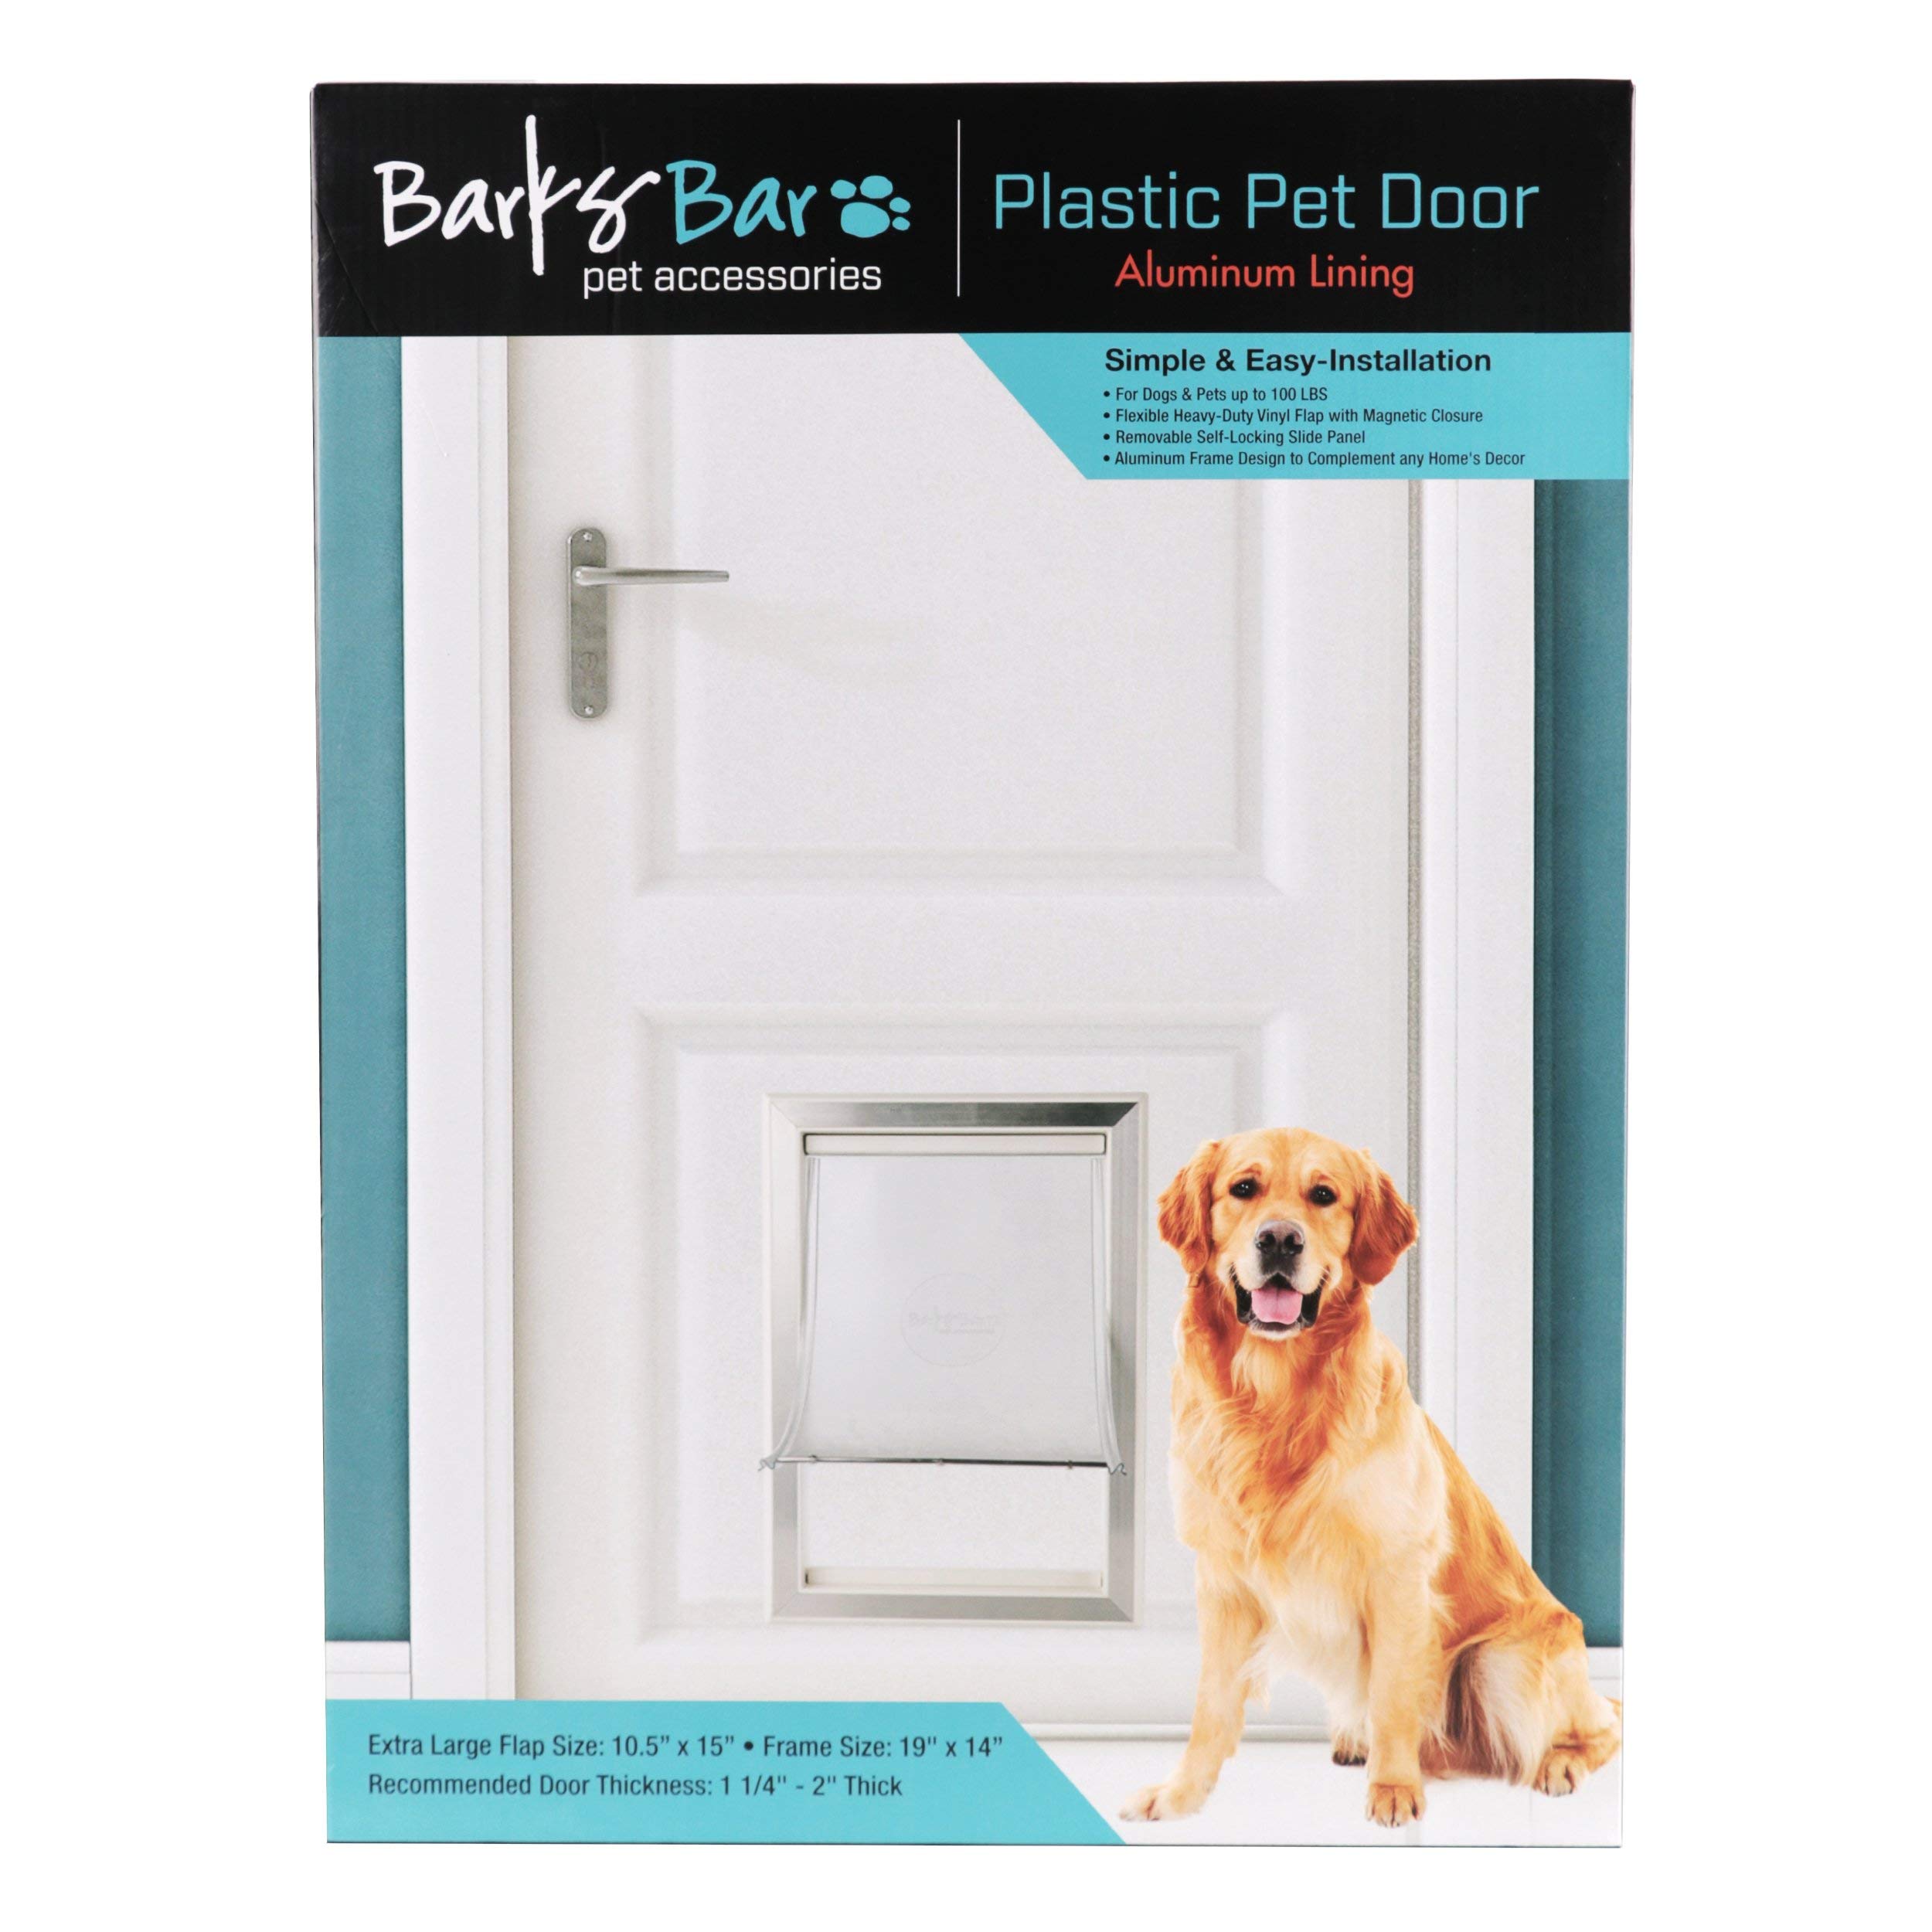 Barks Bar
pet accessories
Plastic Pet Door
Aluminum Lining
Simple & Easy-Installation
• For Dogs & Pets up to 100 LBS
• Flexible Heavy-Duty Vinyl Flap with Magnetic Closure
• Removable Self-Locking Slide Panel
• Aluminum Frame Design to Complement any Home's Decor
BarksBar
Extra Large Flap Size: 10.5” x 15” • Frame Size: 19" x 14”
Recommended Door Thickness: 1 1/4" - 2" Thick